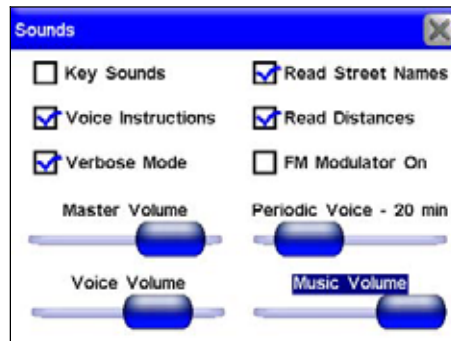 Sounds
Key Sounds
Read Street Names
Voice Instructions
Read Distances
Verbose Mode
FM Modulator On
Master Volume
Periodic Voice - 20 min
Voice Volume
Music Volume